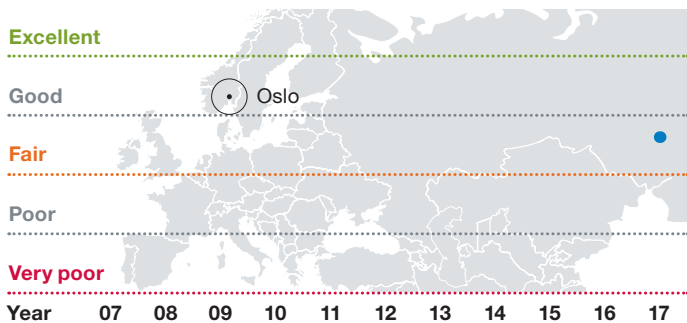 Excellent
Good
Oslo
Fair
Poor
Very poor
Year 07 08 09 10 11 12 13 14 15 16 17